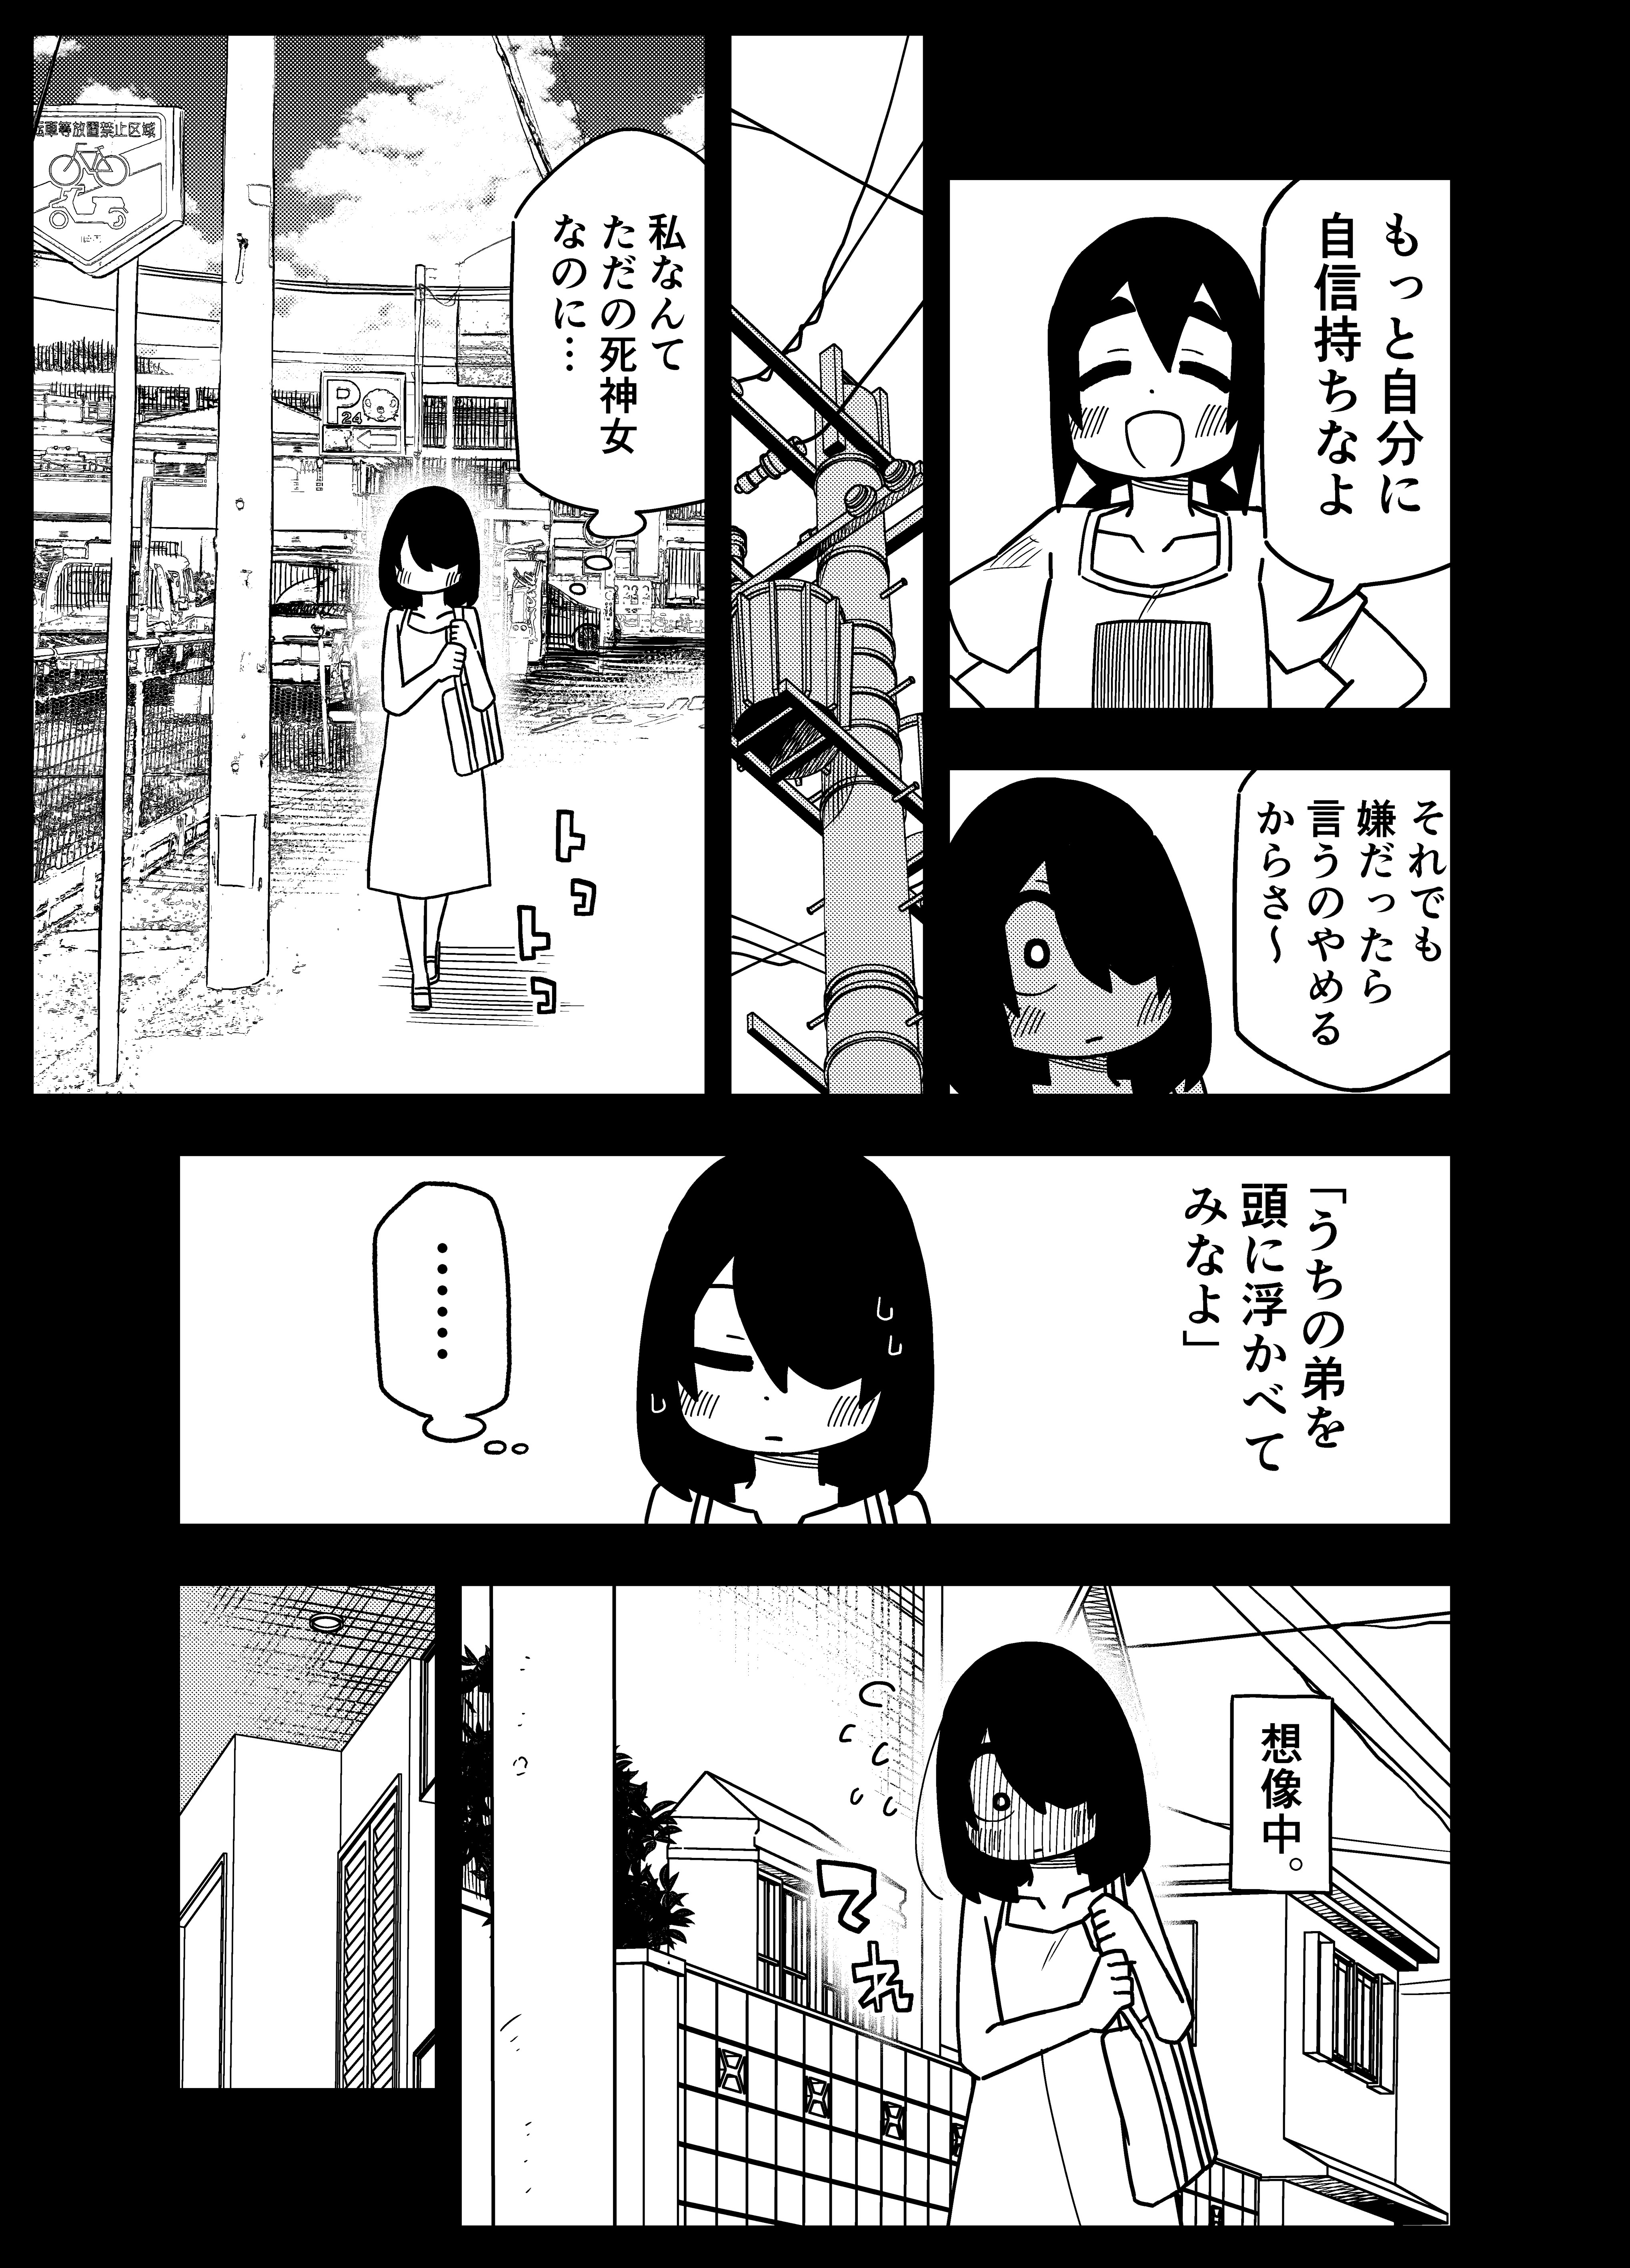 もっと自分に
自信持ちなよ
それでも
嫌だったら
言うのやめる
からさ～
私なんて
ただの死神女
なのに…
転車等放置禁止区域
P
24
トコ
トコ
「うちの弟を
頭に浮かべて
みなよ」
……
想像中。
てれ